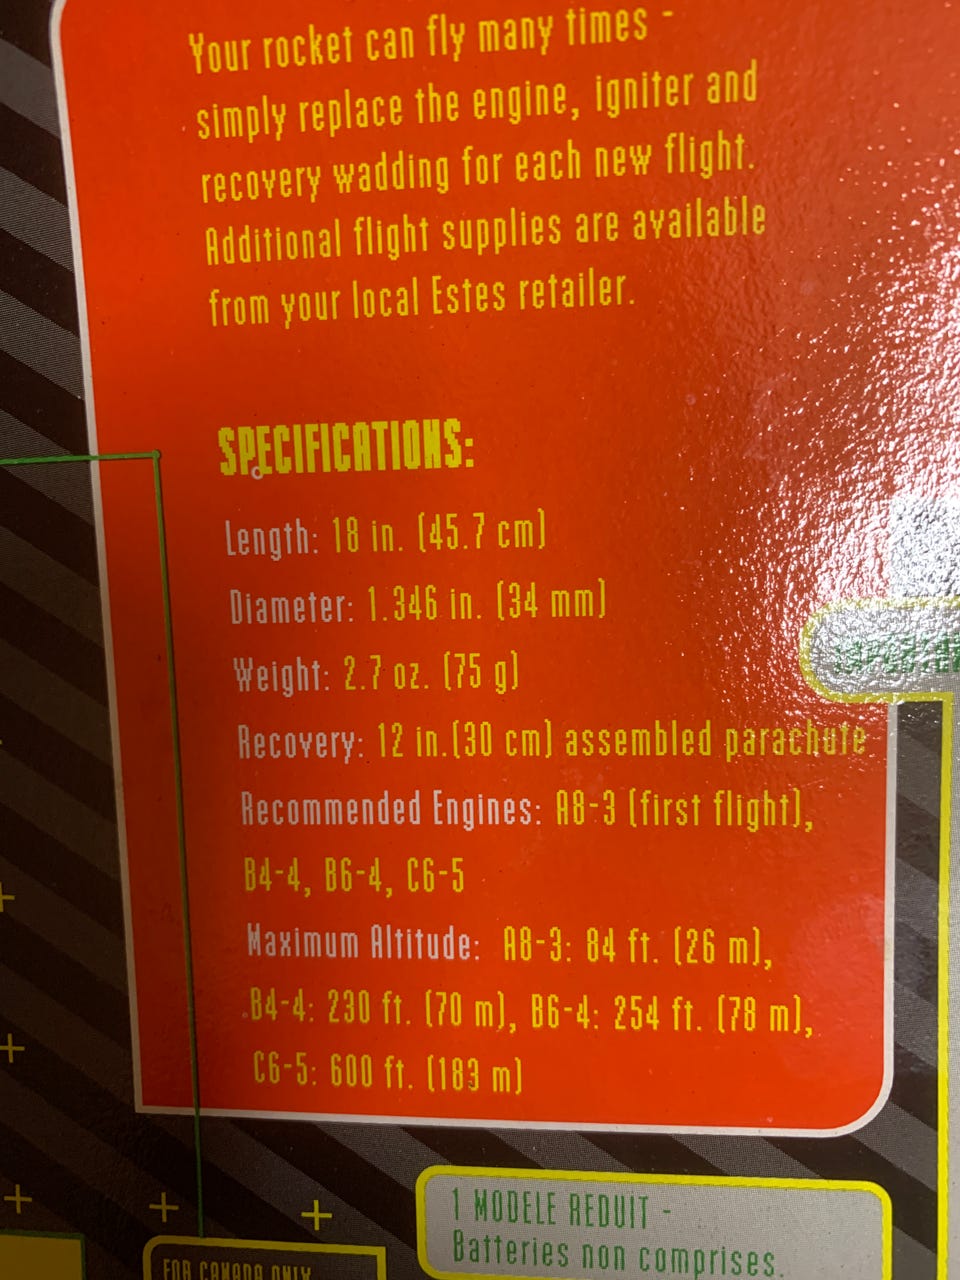 Your rocket can fly many times -
simply replace the engine, igniter and
recovery wadding for each new flight.
Additional flight supplies are available
from your local Estes retailer.
SPECIFICATIONS:
Length: 18 in. (45.7 cm)
Diameter: 1.346 in. (34 mm)
Weight: 2.7 oz. (75 g)
Recovery: 12 in.(30 cm) assembled parachute
Recommended Engines: A8-3 (first flight),
B4-4, B6-4, C6-5
Maximum Altitude: A8-3: 84 ft. (26 m),
B4-4: 230 ft. (70 m), B6-4: 254 ft. (78 m),
C6-5: 600 ft. (183 m)
1 MODELE REDUIT -
Batteries non comprises.
FOR CANADA ONLY